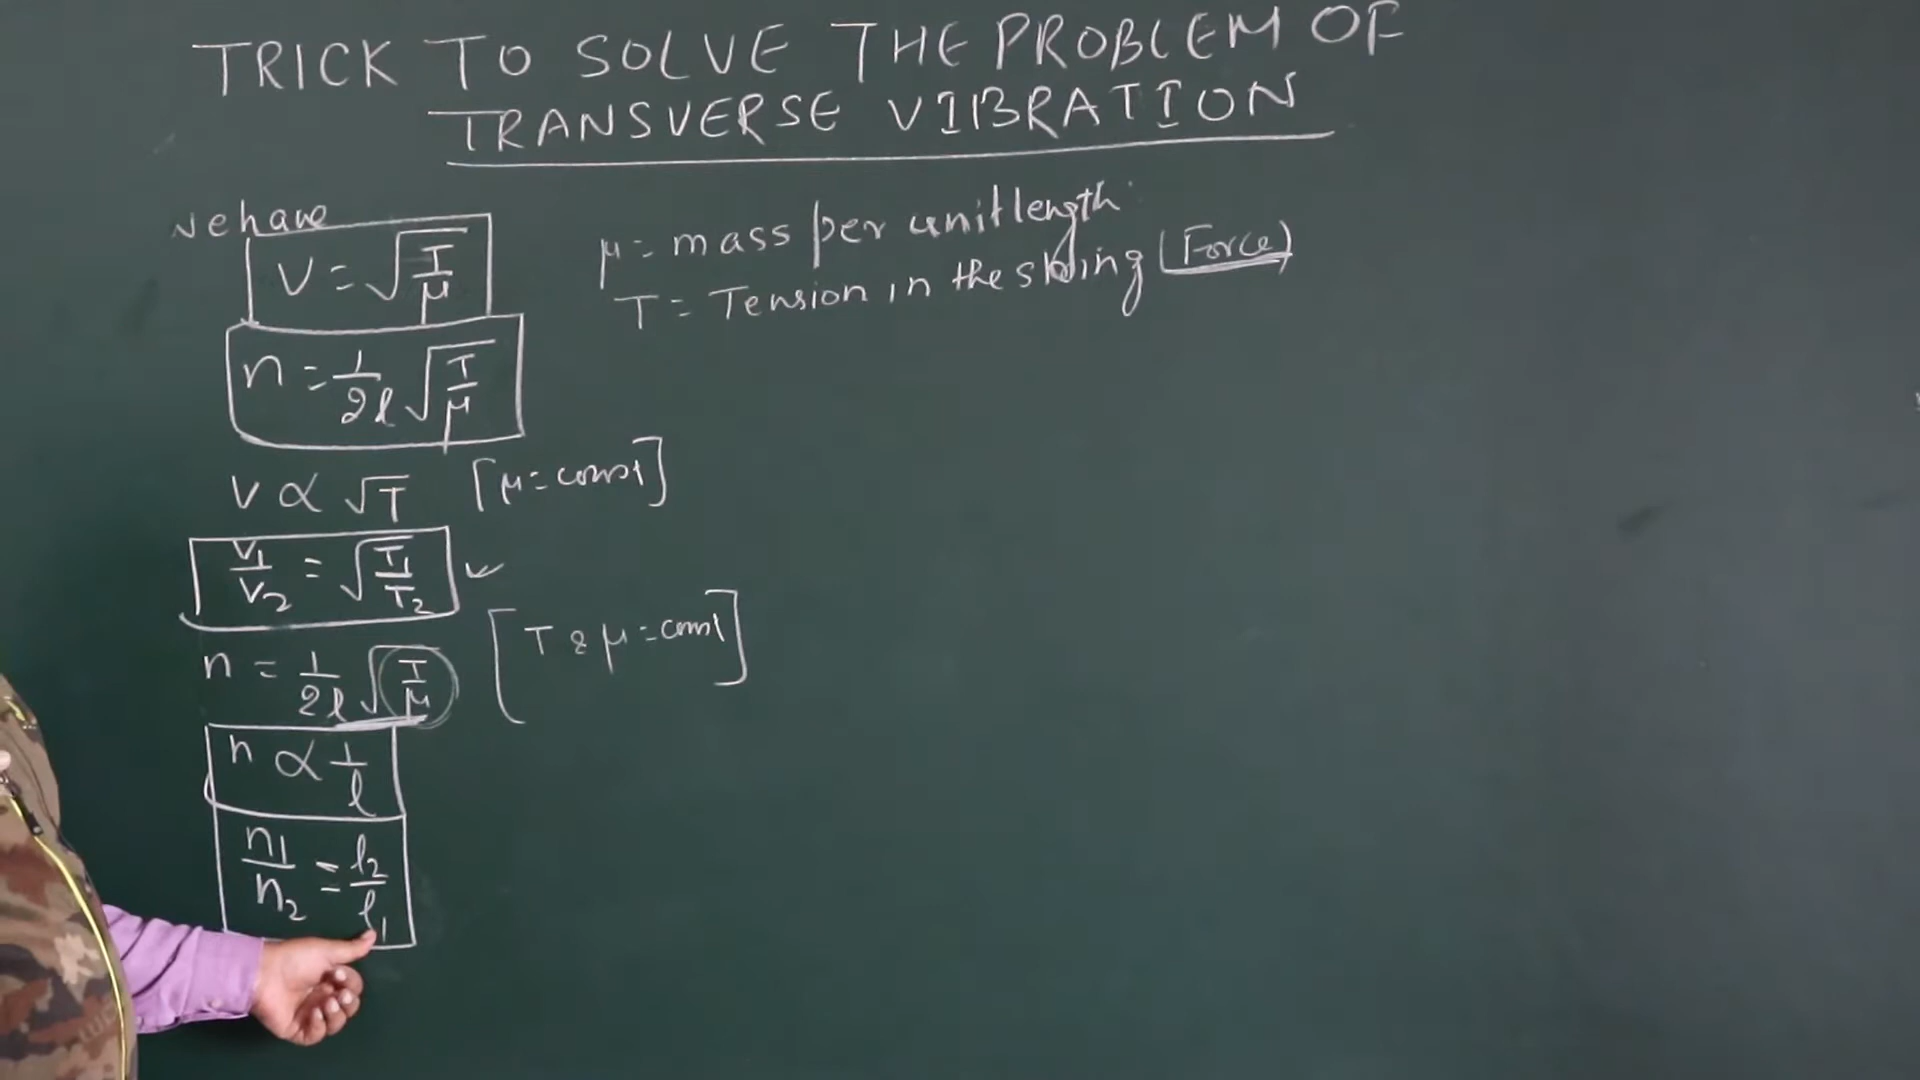 TRICK TO SOLVE THE PROBLEM OF
TRANSVERSE VIBRATION
We have
V = √(T/μ)
μ = mass per unit length
T = Tension in the string (Force)
n = 1/2l √(T/μ)
V ∝ √T [μ = const]
V1/V2 = √(T1/T2) ✓
n = 1/2l √(T/μ) [T & μ = const]
n ∝ 1/l
n1/n2 = l2/l1